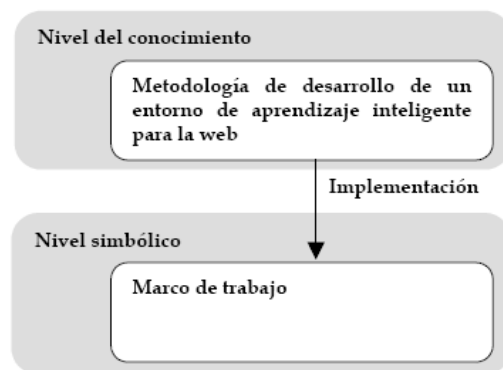 Nivel del conocimiento
Metodología de desarrollo de un
entorno de aprendizaje inteligente
para la web
Implementación
Nivel simbólico
Marco de trabajo